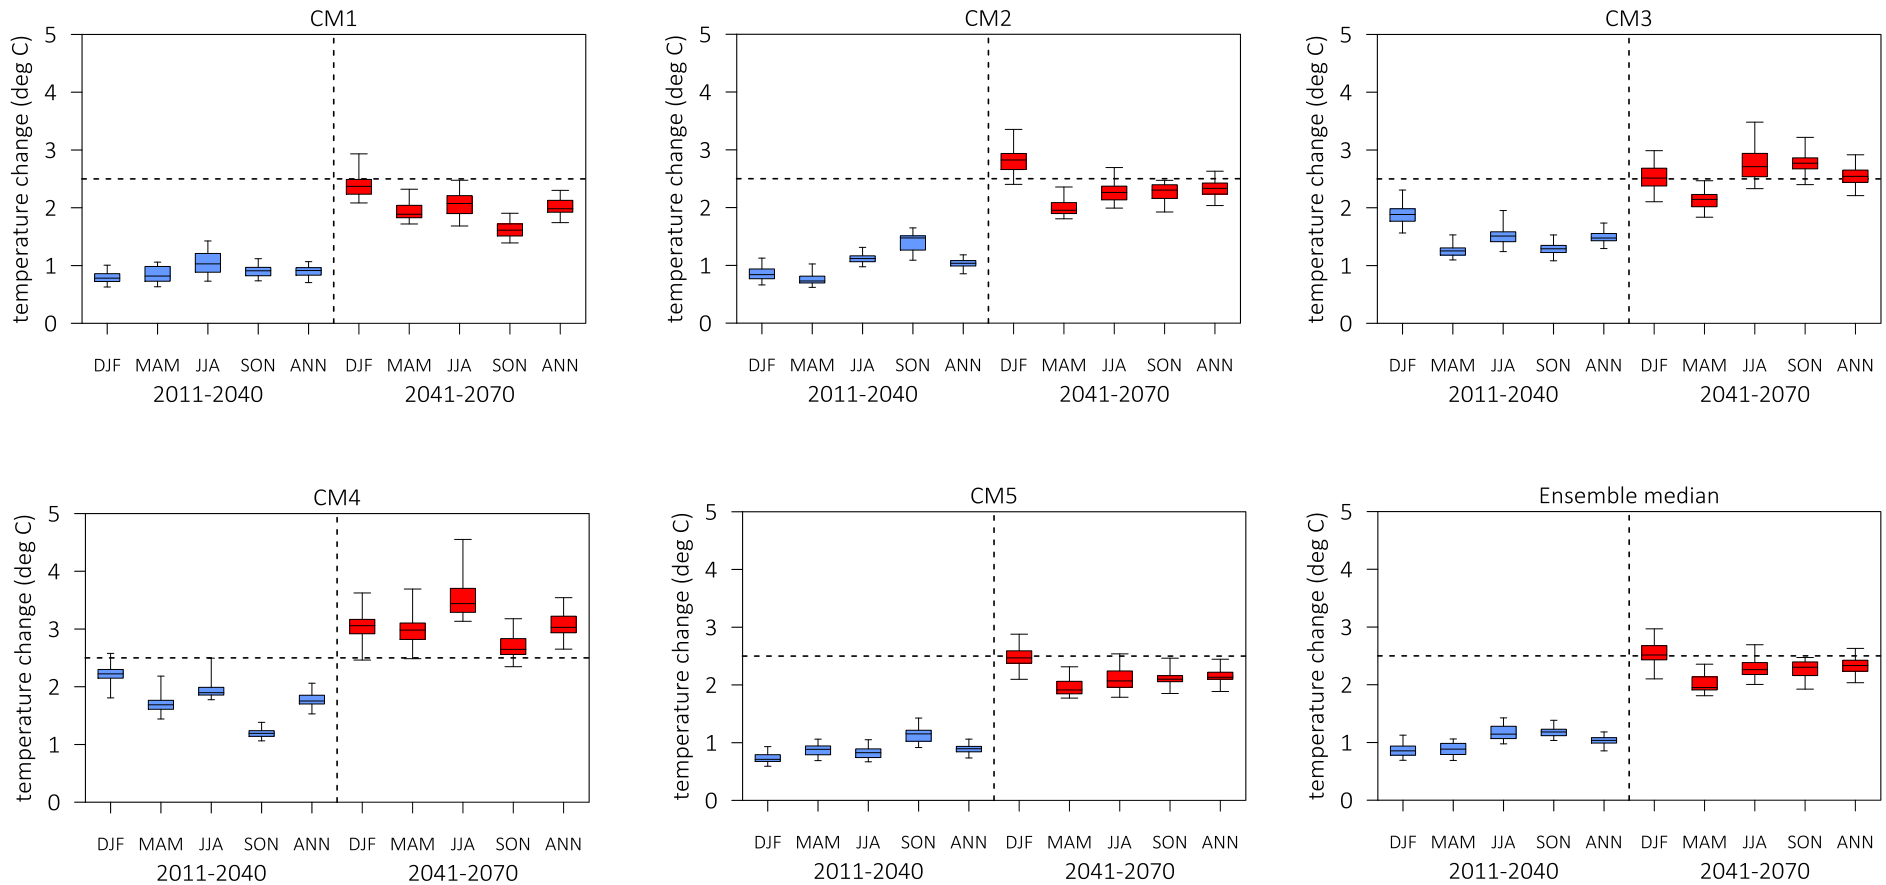 CM1
temperature change (deg C)
5
4
3
2
1
0
DJF MAM JJA SON ANN DJF MAM JJA SON ANN
2011-2040 2041-2070
CM2
temperature change (deg C)
5
4
3
2
1
0
DJF MAM JJA SON ANN DJF MAM JJA SON ANN
2011-2040 2041-2070
CM3
temperature change (deg C)
5
4
3
2
1
0
DJF MAM JJA SON ANN DJF MAM JJA SON ANN
2011-2040 2041-2070
CM4
temperature change (deg C)
5
4
3
2
1
0
DJF MAM JJA SON ANN DJF MAM JJA SON ANN
2011-2040 2041-2070
CM5
temperature change (deg C)
5
4
3
2
1
0
DJF MAM JJA SON ANN DJF MAM JJA SON ANN
2011-2040 2041-2070
Ensemble median
temperature change (deg C)
5
4
3
2
1
0
DJF MAM JJA SON ANN DJF MAM JJA SON ANN
2011-2040 2041-2070